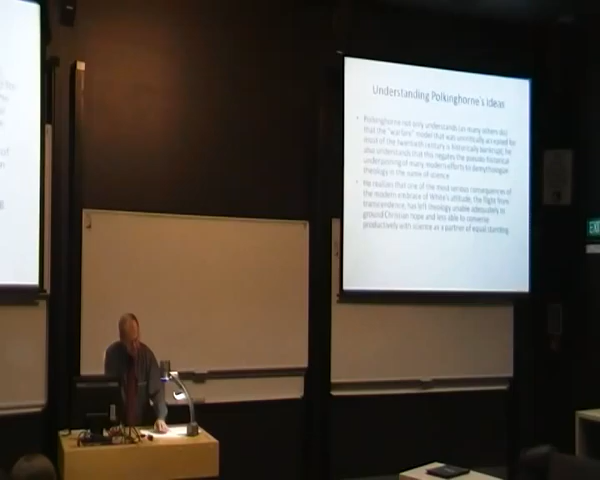 Understanding Polkinghorne's Ideas
• Polkinghorne not only understands (as many others do)
that the "warfare" model that was uncritically accepted for
most of the twentieth century is historically bankrupt, he
also understands that this negates the pseudo-historical
underpinning of many modern efforts to demythologize
theology in the name of science
• He realizes that one of the most serious consequences of
the modern embrace of White's attitude, the flight from
transcendence, has left theology unable adequately to
ground Christian hope and less able to converse
productively with science as a partner of equal standing